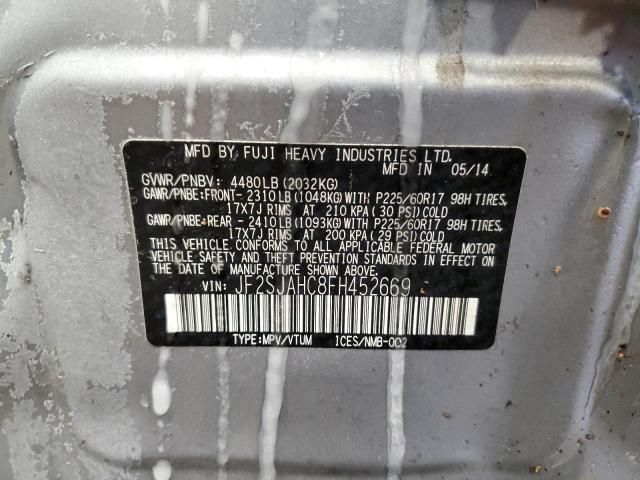 MFD BY FUJI HEAVY INDUSTRIES LTD.
MFD IN 05/14
GVWR/PNBV: 4480LB (2032KG)
GAWR/PNBE:FRONT-2310LB (1048KG)WITH P225/60R17 98H TIRES,
17X7J RIMS AT 210 KPA (30 PSI)COLD
GAWR/PNBE-REAR -2410LB (1093KG)WITH P225/60R17 98H TIRES,
17X7J RIMS AT 200 KPA (29 PSI)COLD
THIS VEHICLE CONFORMS TO ALL APPLICABLE FEDERAL MOTOR
VEHICLE SAFETY AND THEFT PREVENTION STANDARDS IN EFFECT
ON THE DATE OF MANUFACTURE SHOWN ABOVE.
VIN: JF2SJAHC8FH452669
TYPE:MPV/VTUM ICES/NMB-002